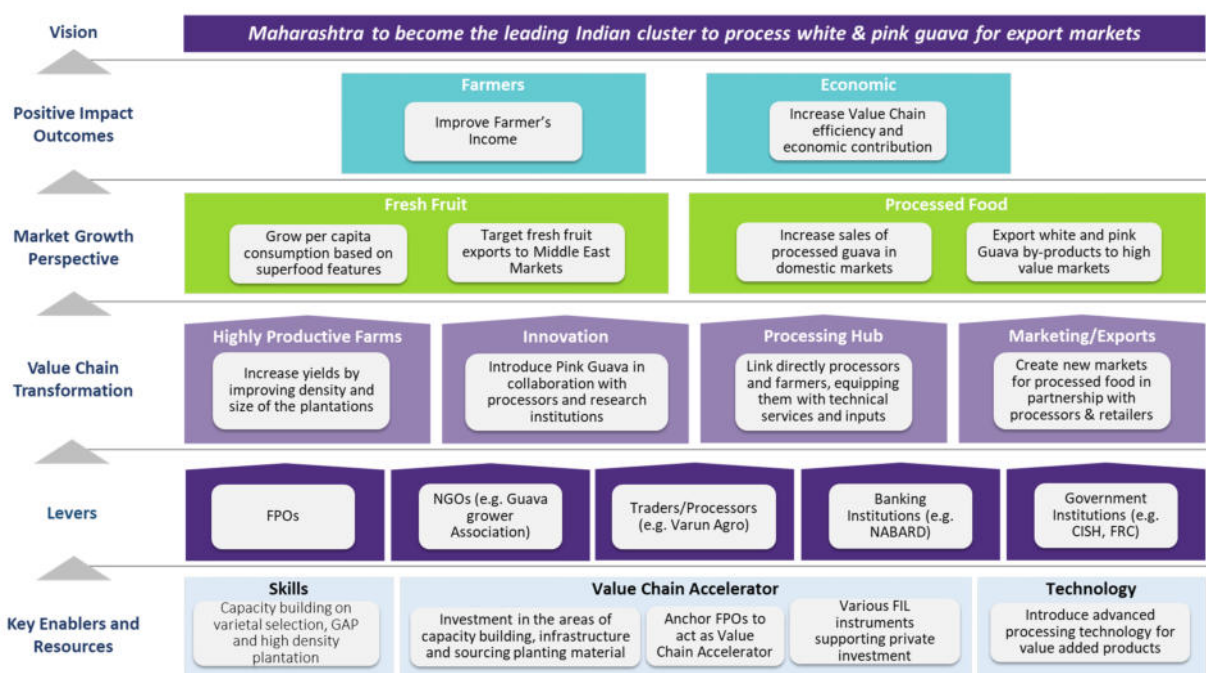 Vision
Maharashtra to become the leading Indian cluster to process white & pink guava for export markets
Positive Impact
Outcomes
Farmers
Improve Farmer's
Income
Economic
Increase Value Chain
efficiency and
economic contribution
Market Growth
Perspective
Fresh Fruit
Grow per capita
consumption based on
superfood features
Target fresh fruit
exports to Middle East
Markets
Processed Food
Increase sales of
processed guava in
domestic markets
Export white and pink
Guava by-products to high
value markets
Value Chain
Transformation
Highly Productive Farms
Increase yields by
improving density and
size of the plantations
Innovation
Introduce Pink Guava in
collaboration with
processors and research
institutions
Processing Hub
Link directly processors
and farmers, equipping
them with technical
services and inputs
Marketing/Exports
Create new markets
for processed food in
partnership with
processors & retailers
Levers
FPOs
NGOs (e.g. Guava
grower
Association)
Traders/Processors
(e.g. Varun Agro)
Banking
Institutions (e.g.
NABARD)
Government
Institutions (e.g.
CISH, FRC)
Key Enablers and
Resources
Skills
Capacity building on
varietal selection, GAP
and high density
plantation
Value Chain Accelerator
Investment in the areas of
capacity building, infrastructure
and sourcing planting material
Anchor FPOs to
act as Value
Chain Accelerator
Various FIL
instruments
supporting private
investment
Technology
Introduce advanced
processing technology for
value added products